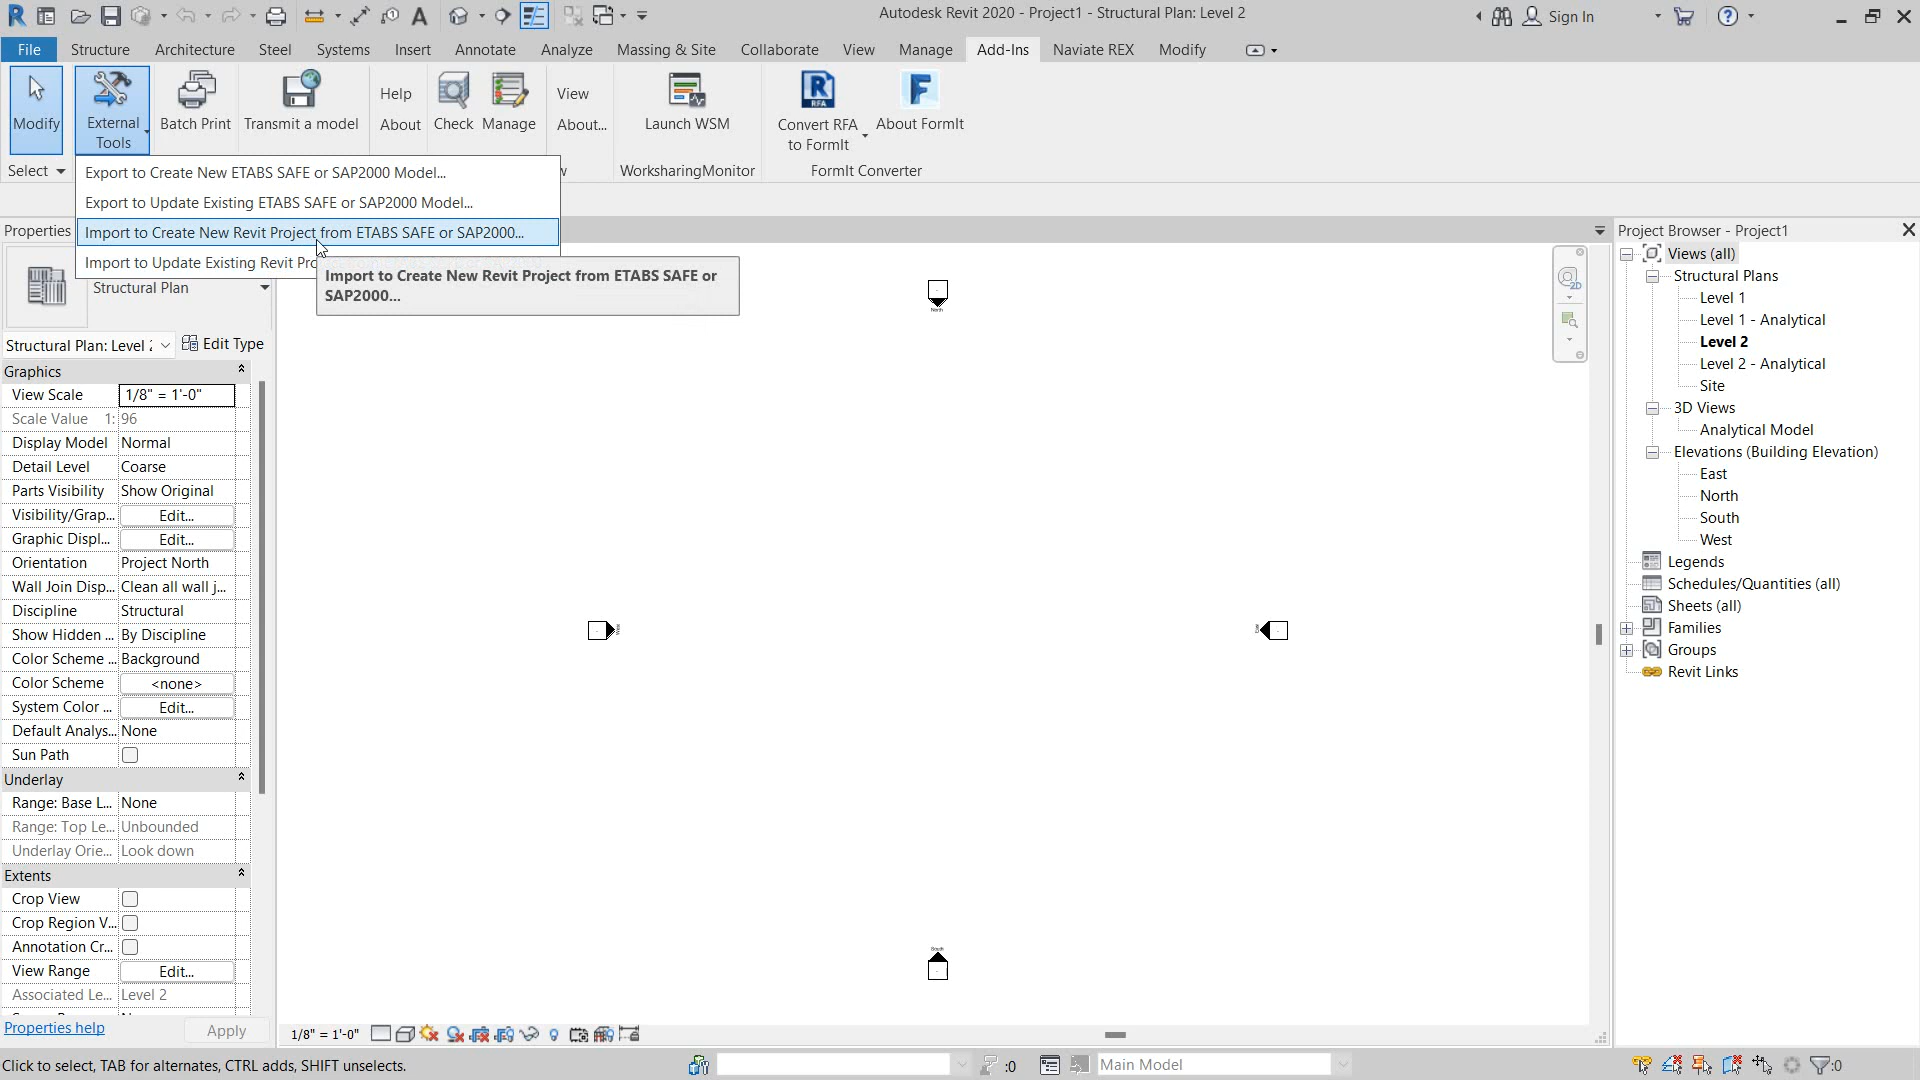 Autodesk Revit 2020 - Project1 - Structural Plan: Level 2
Sign In
File
Structure
Architecture
Steel
Systems
Insert
Annotate
Analyze
Massing & Site
Collaborate
View
Manage
Add-Ins
Naviate REX
Modify
Modify
External
Tools
Batch Print
Transmit a model
Help
About
Check
Manage
View
About...
Launch WSM
RFA
Convert RFA
to FormIt
About FormIt
Select
WorksharingMonitor
FormIt Converter
Export to Create New ETABS SAFE or SAP2000 Model...
Export to Update Existing ETABS SAFE or SAP2000 Model...
Import to Create New Revit Project from ETABS SAFE or SAP2000...
Import to Update Existing Revit Pro
Import to Create New Revit Project from ETABS SAFE or
SAP2000...
Properties
Structural Plan
Structural Plan: Level 2
Edit Type
Graphics
View Scale 1/8" = 1'-0"
Scale Value 1: 96
Display Model Normal
Detail Level Coarse
Parts Visibility Show Original
Visibility/Grap... Edit...
Graphic Displ... Edit...
Orientation Project North
Wall Join Disp... Clean all wall j...
Discipline Structural
Show Hidden ... By Discipline
Color Scheme ... Background
Color Scheme <none>
System Color ... Edit...
Default Analys... None
Sun Path
Underlay
Range: Base L... None
Range: Top Le... Unbounded
Underlay Orie... Look down
Extents
Crop View
Crop Region V...
Annotation Cr...
View Range Edit...
Associated Le... Level 2
Properties help
Apply
North
West
East
South
2D
Project Browser - Project1
Views (all)
Structural Plans
Level 1
Level 1 - Analytical
Level 2
Level 2 - Analytical
Site
3D Views
Analytical Model
Elevations (Building Elevation)
East
North
South
West
Legends
Schedules/Quantities (all)
Sheets (all)
Families
Groups
Revit Links
1/8" = 1'-0"
Click to select, TAB for alternates, CTRL adds, SHIFT unselects.
:0
Main Model
:0